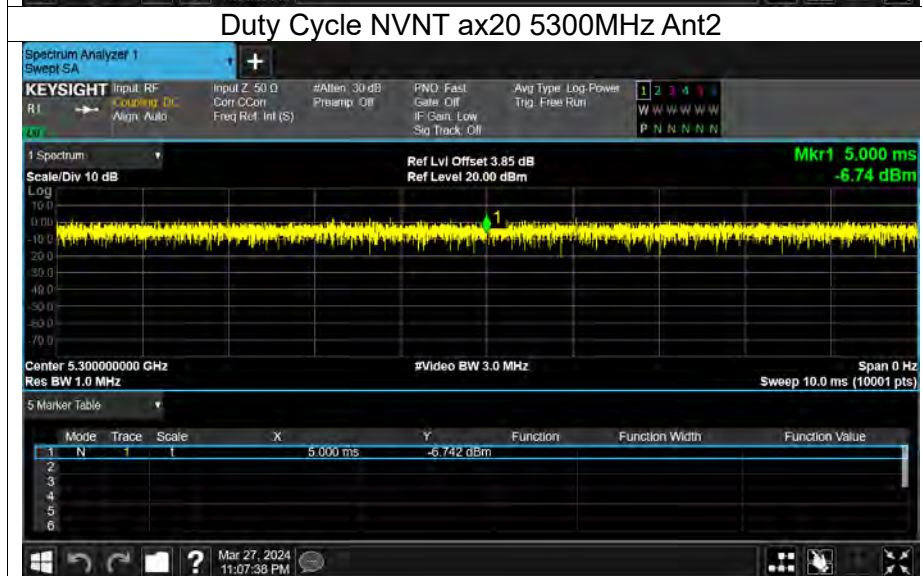 Duty Cycle NVNT ax20 5300MHz Ant2
Spectrum Analyzer 1
Swept SA
+
KEYSIGHT Input: RF Input Z: 50 Ω #Atten: 30 dB PNO: Fast Avg Type: Log-Power 1 2 3 4 5 6
Coupling: DC Corr CCorr Preamp: Off Gate: Off Trig: Free Run W W W W W W
Align: Auto Freq Ref: Int (S) IF Gain: Low
Sig Track: Off P N N N N N
1 Spectrum
Ref Lvl Offset 3.85 dB Mkr1 5.000 ms
Scale/Div 10 dB Ref Level 20.00 dBm -6.74 dBm
Log
10.0
0.00
-10.0
-20.0
-30.0
-40.0
-50.0
-60.0
-70.0
1
Center 5.300000000 GHz #Video BW 3.0 MHz Span 0 Hz
Res BW 1.0 MHz Sweep 10.0 ms (10001 pts)
5 Marker Table
Mode Trace Scale X Y Function Function Width Function Value
1 N 1 t 5.000 ms -6.742 dBm
2
3
4
5
6
? Mar 27, 2024
11:07:38 PM